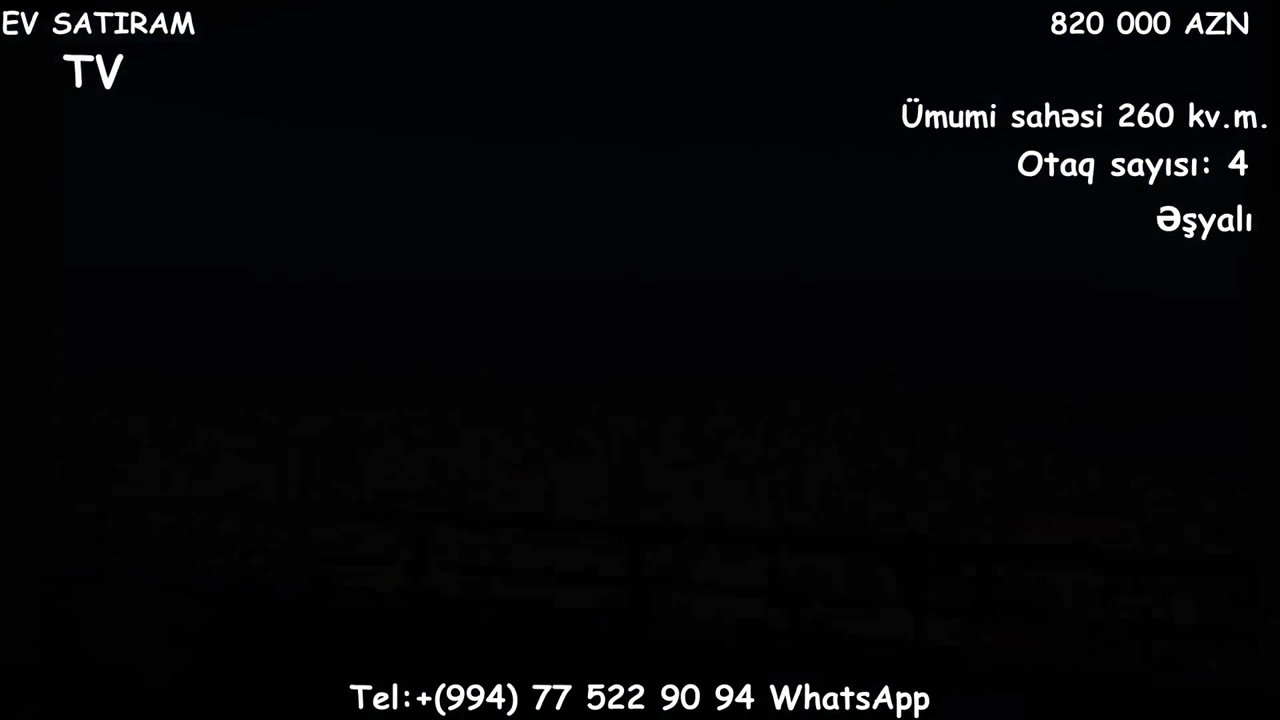 EV SATIRAM
TV
820 000 AZN
Ümumi sahəsi 260 kv.m.
Otaq sayısı: 4
Əşyalı
Tel:+(994) 77 522 90 94 WhatsApp